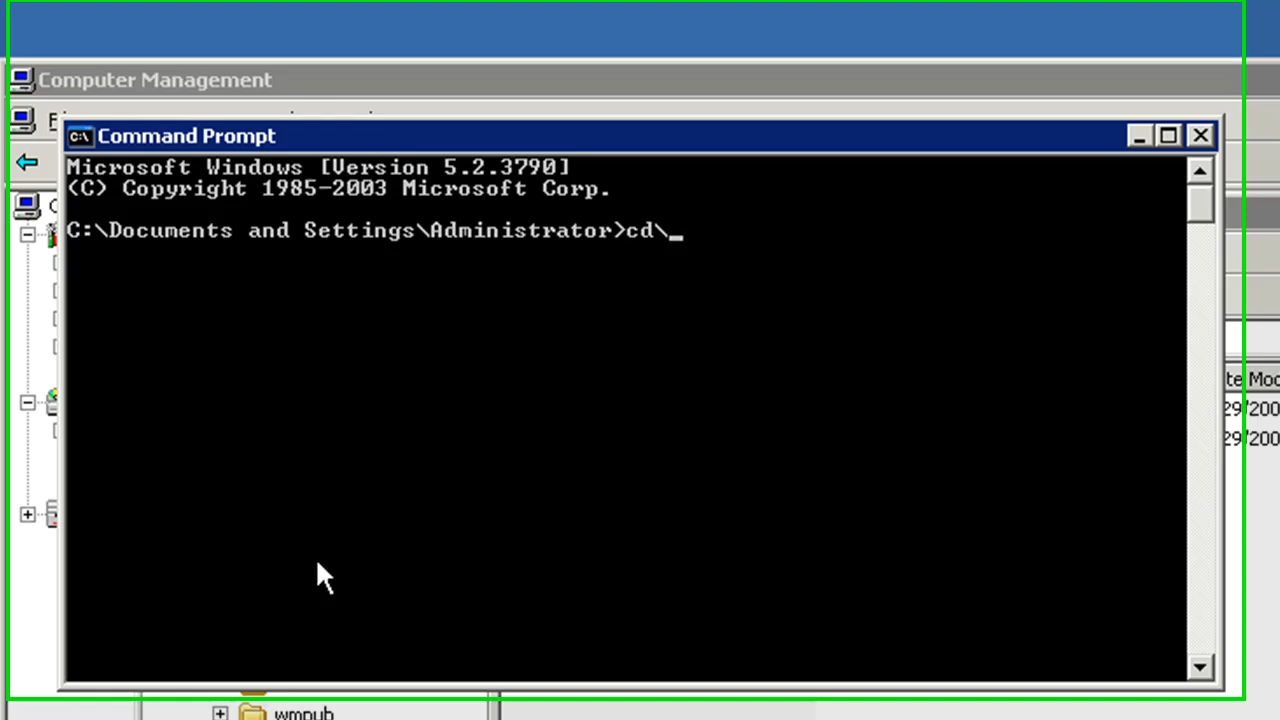 Computer Management
Command Prompt
Microsoft Windows [Version 5.2.3790]
(C) Copyright 1985-2003 Microsoft Corp.
C:\Documents and Settings\Administrator>cd\_
te Mod
29/200
29/200
wmpub